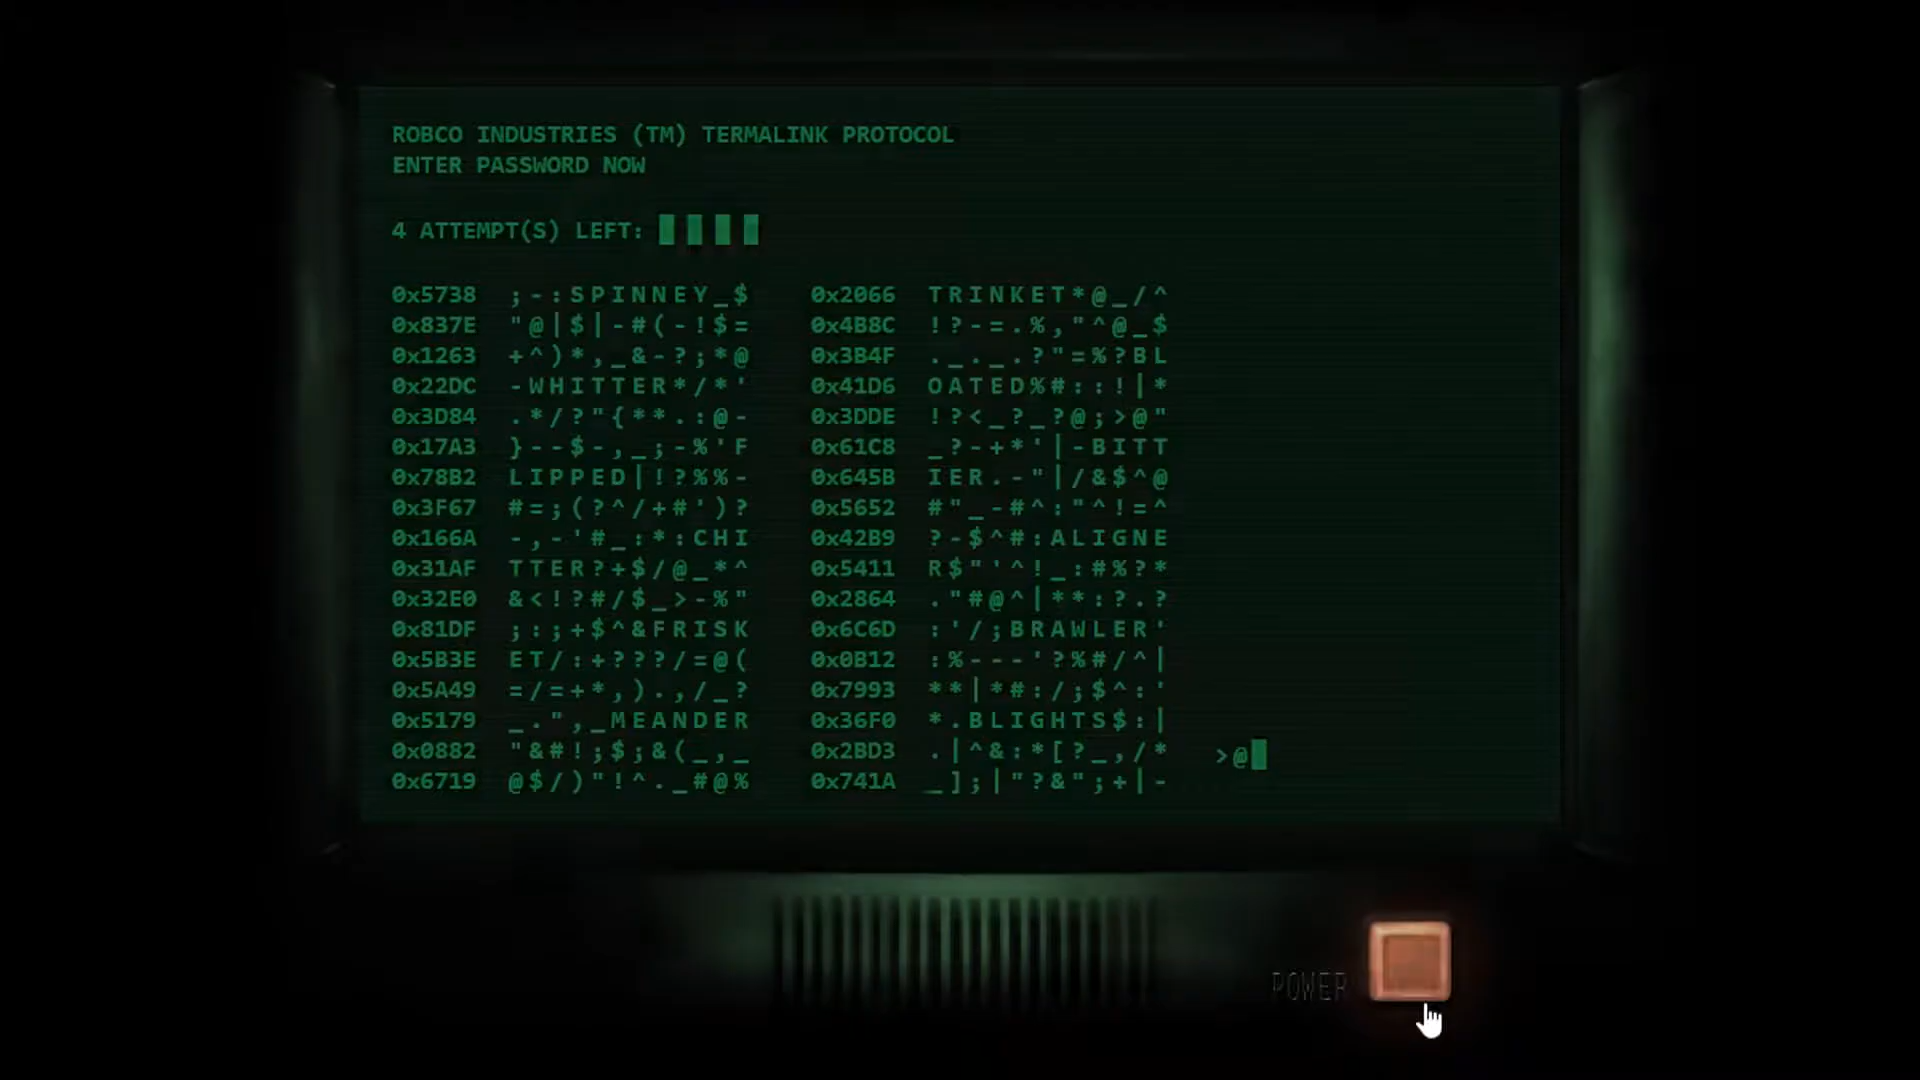 ROBCO INDUSTRIES (TM) TERMALINK PROTOCOL
ENTER PASSWORD NOW
4 ATTEMPT(S) LEFT:
0x5738 ;-:SPINNEY_$ 0x2066 TRINKET*@_/^
0x837E "@|$|-#(-!$= 0x4B8C !?-=.%,"^@_$
0x1263 +^)*,_&-?;*@ 0x3B4F ._._.?"=%?BL
0x22DC -WHITTER*/*' 0x41D6 OATED%#::!|*
0x3D84 .*/?"{**.:@- 0x3DDE !?<_?_?@;>@"
0x17A3 }--$-,_;-%'F 0x61C8 _?-+*'|-BITT
0x78B2 LIPPED|!?%%- 0x645B IER.-"|/&$^@
0x3F67 #=;(?^/+#')? 0x5652 #"_-#^:"^!=^
0x166A -,-'#_:*:CHI 0x42B9 ?-$^#:ALIGNE
0x31AF TTER?+$/@_*^ 0x5411 R$"'^!_:#%?*
0x32E0 &<!?#/$_>-%" 0x2864 ."#@^|**:?.?
0x81DF ;:;+$^&FRISK 0x6C6D :'/;BRAWLER'
0x5B3E ET/:+???/=@( 0x0B12 :%---'?%#/^|
0x5A49 =/=+*,).,/_? 0x7993 **|*#:/;$^:'
0x5179 _.",_MEANDER 0x36F0 *.BLIGHTS$:|
0x0882 "&#!;$;&(_,_ 0x2BD3 .|^&:*[?_,/* >@
0x6719 @$/)"!^._#@% 0x741A _];|"?&";+|-
POWER